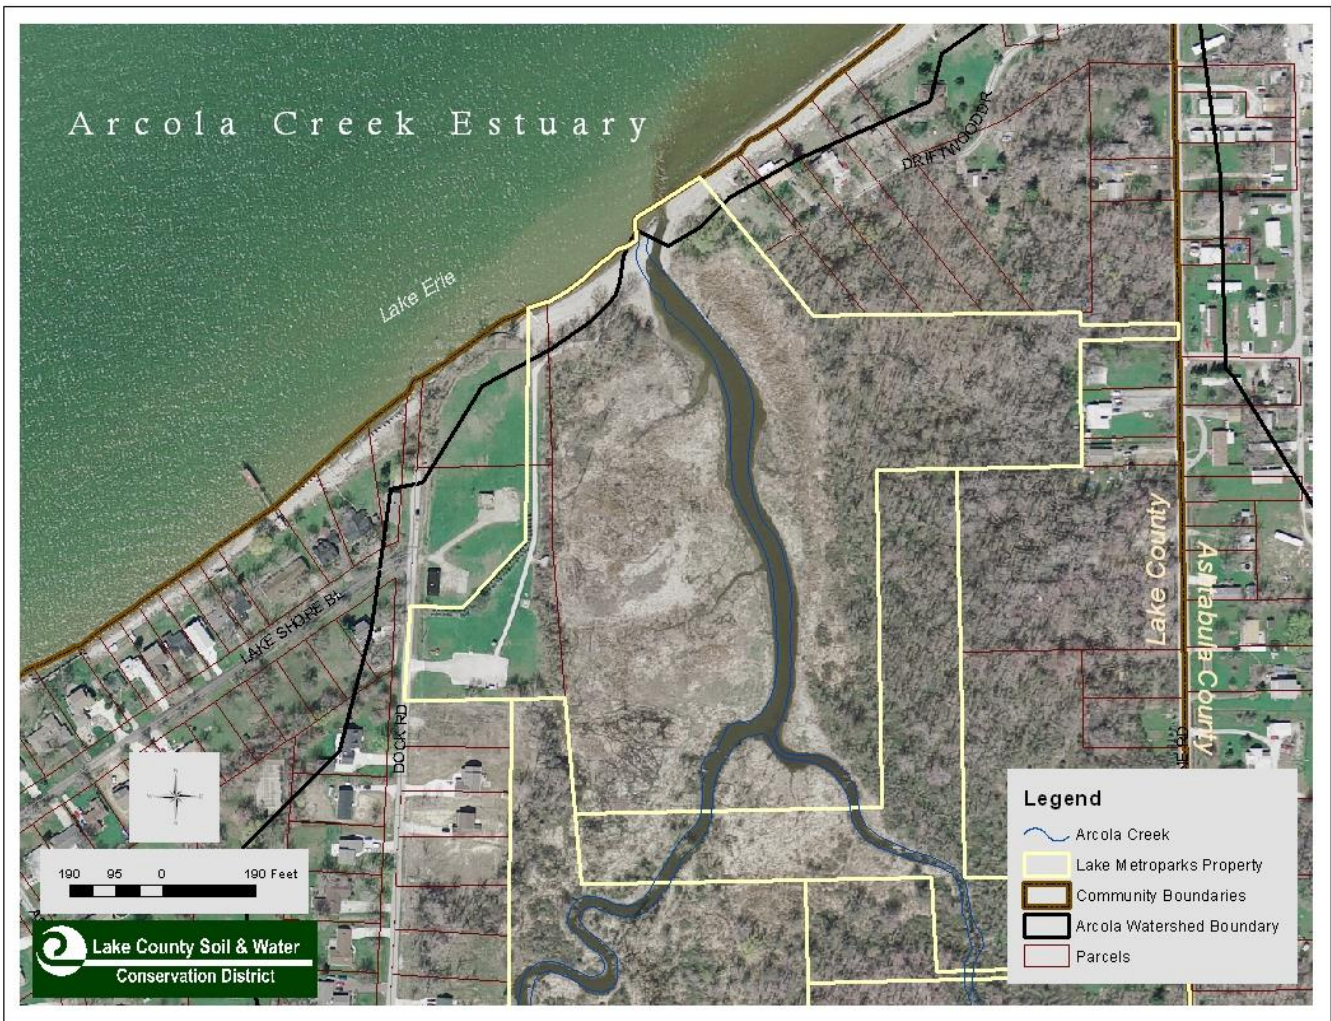 Arcola Creek Estuary
DRIFTWOOD DR
Lake Erie
Lake County
Ashtabula County
LAKE SHORE BL
DOCK RD
190 95 0 190 Feet
Lake County Soil & Water
Conservation District
Legend
Arcola Creek
Lake Metroparks Property
Community Boundaries
Arcola Watershed Boundary
Parcels